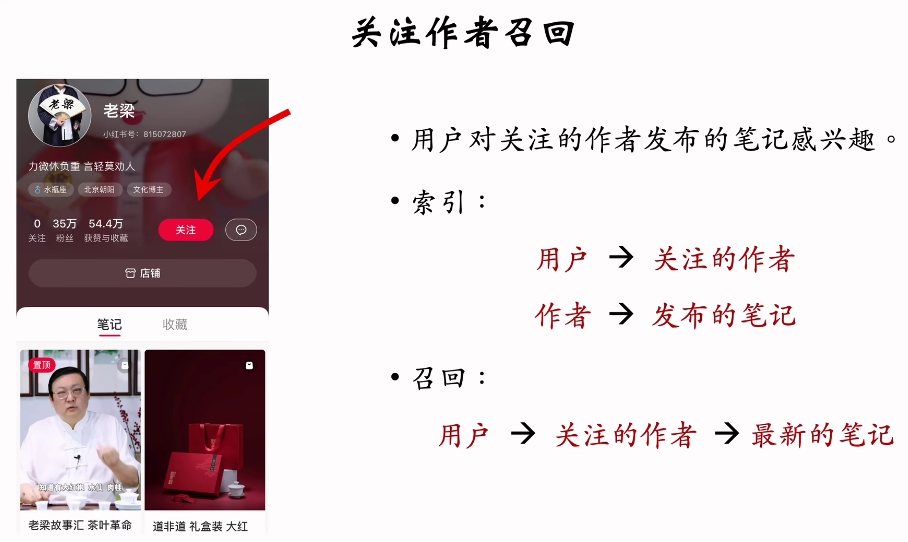 关注作者召回
老梁
老梁
小红书号：815072807
力微休负重 言轻莫劝人
水瓶座 北京朝阳 文化博主
0 35万 54.4万
关注 粉丝 获赞与收藏
关注
店铺
笔记 收藏
置顶
老梁故事汇 茶叶革命
道非道 礼盒装 大红
• 用户对关注的作者发布的笔记感兴趣。
• 索引：
用户 → 关注的作者
作者 → 发布的笔记
• 召回：
用户 → 关注的作者 → 最新的笔记